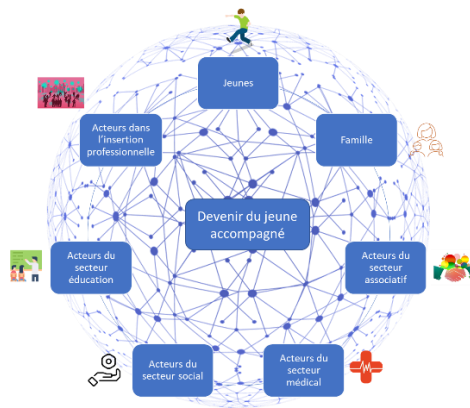 Jeunes
Acteurs dans
l'insertion
professionnelle
Famille
Devenir du jeune
accompagné
Acteurs du
secteur
éducation
Acteurs du
secteur
associatif
Acteurs du
secteur social
Acteurs du
secteur
médical